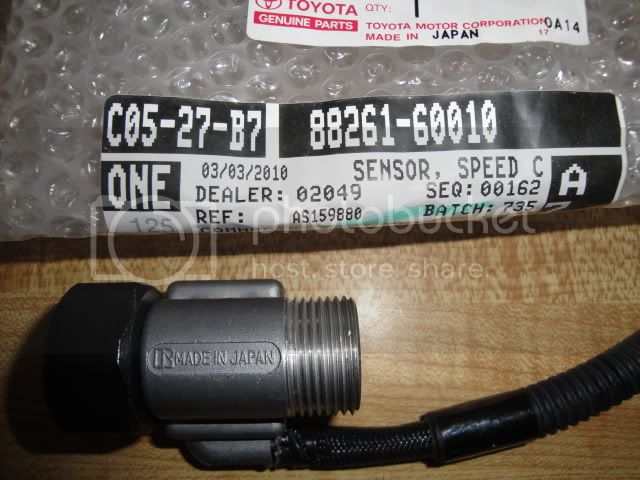 TOYOTA QTY: 1
GENUINE PARTS TOYOTA MOTOR CORPORATION 0A14
MADE IN JAPAN 17
C05-27-B7 88261-60010
03/03/2010 SENSOR, SPEED C
ONE DEALER: 02049 SEQ: 00162 A
125 REF: AS159880 BATCH: 735
photobucket
host. store. share.
MADE IN JAPAN